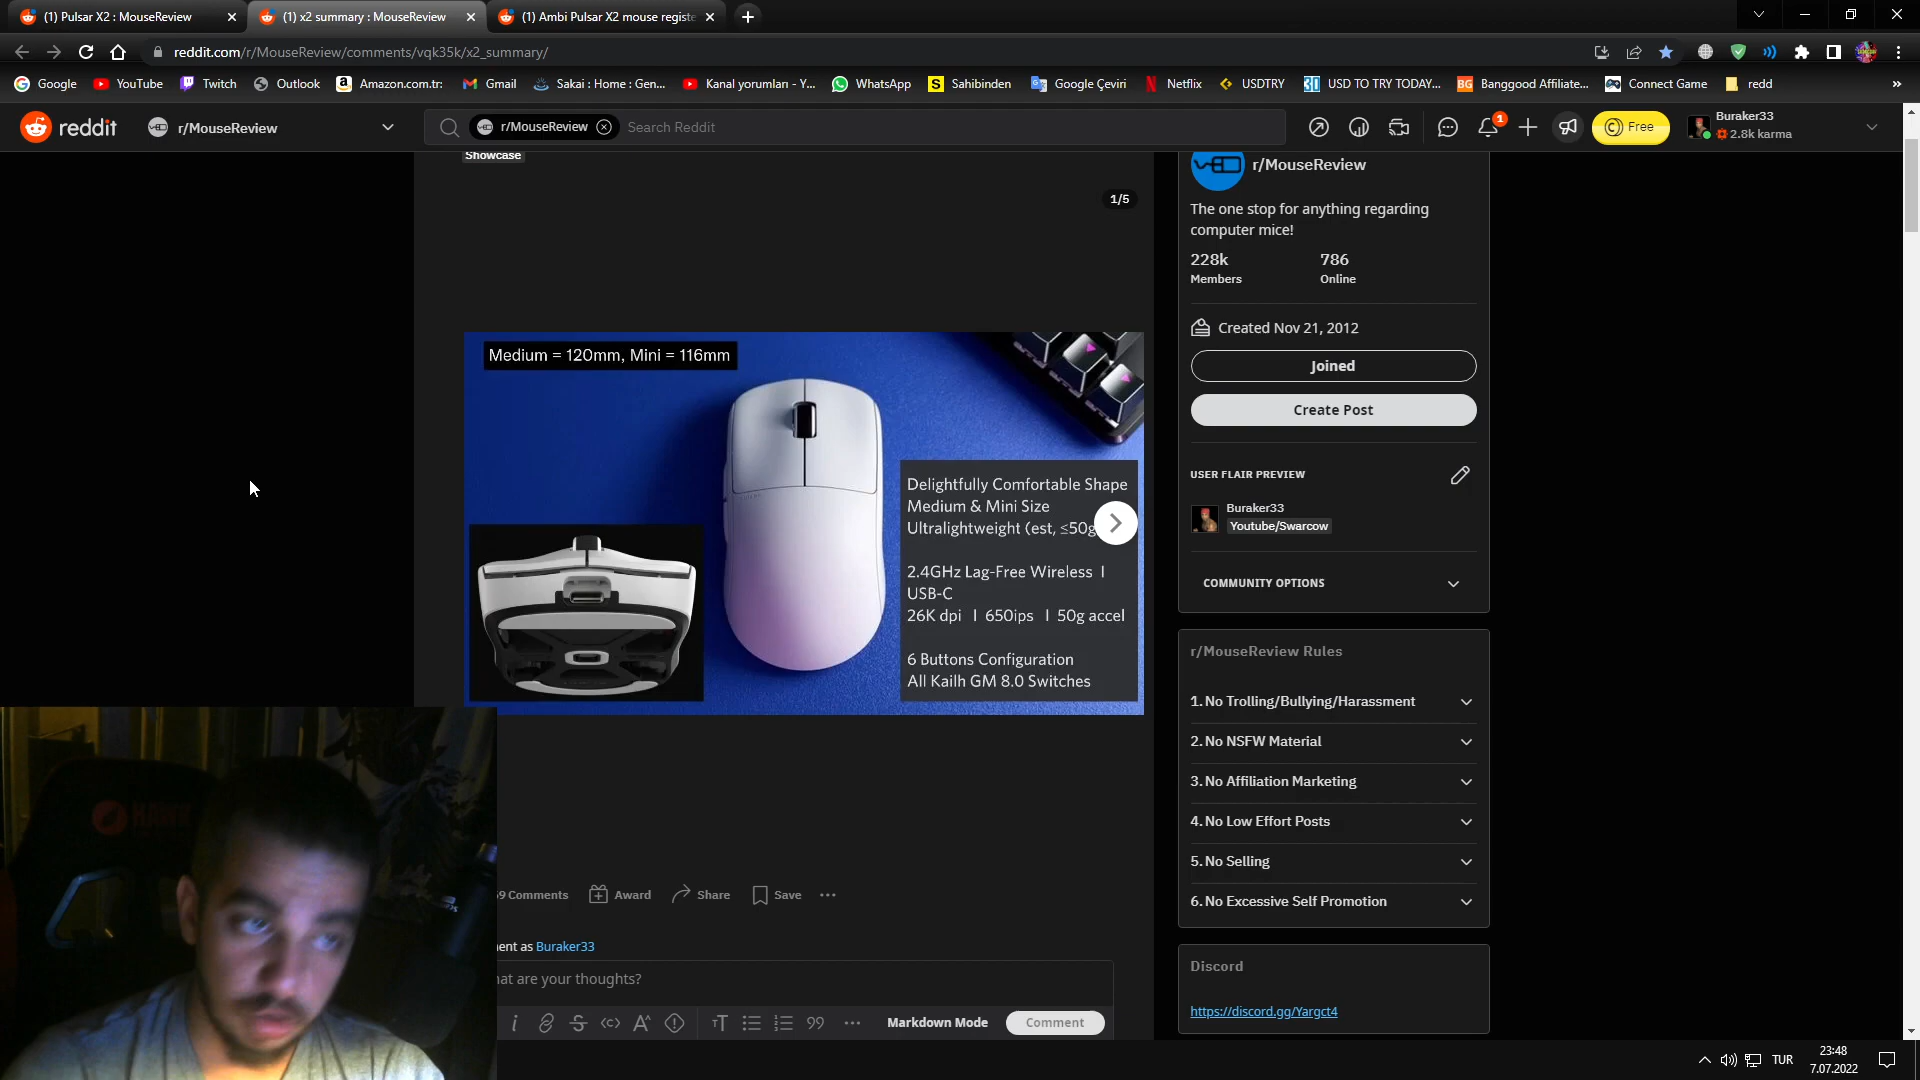 (1) Pulsar X2 : MouseReview
(1) x2 summary : MouseReview
(1) Ambi Pulsar X2 mouse registe
reddit.com/r/MouseReview/comments/vqk35k/x2_summary/
Google
YouTube
Twitch
Outlook
Amazon.com.tr:
Gmail
Sakai : Home : Gen...
Kanal yorumları - Y...
WhatsApp
Sahibinden
Google Çeviri
Netflix
USDTRY
USD TO TRY TODAY...
Banggood Affiliate...
Connect Game
redd
»
reddit
r/MouseReview
r/MouseReview
Search Reddit
1
Free
Buraker33
2.8k karma
Showcase
1/5
Medium = 120mm, Mini = 116mm
Delightfully Comfortable Shape
Medium & Mini Size
Ultralightweight (est, ≤50g
2.4GHz Lag-Free Wireless I
USB-C
26K dpi I 650ips I 50g accel
6 Buttons Configuration
All Kailh GM 8.0 Switches
9 Comments
Award
Share
Save
ent as Buraker33
hat are your thoughts?
Markdown Mode
Comment
r/MouseReview
The one stop for anything regarding
computer mice!
228k
786
Members
Online
Created Nov 21, 2012
Joined
Create Post
USER FLAIR PREVIEW
Buraker33
Youtube/Swarcow
COMMUNITY OPTIONS
r/MouseReview Rules
1. No Trolling/Bullying/Harassment
2. No NSFW Material
3. No Affiliation Marketing
4. No Low Effort Posts
5. No Selling
6. No Excessive Self Promotion
Discord
https://discord.gg/Yargct4
TUR
23:48
7.07.2022